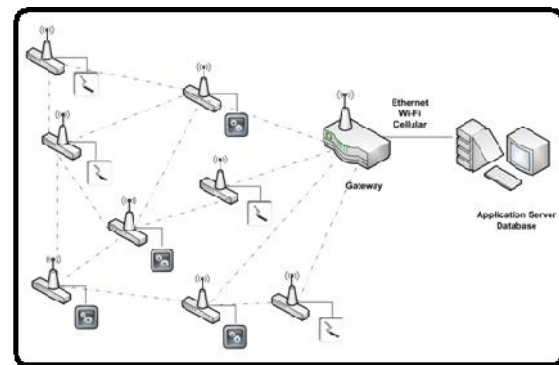 Ethernet
Wi-Fi
Cellular
Gateway
Application Server
Database